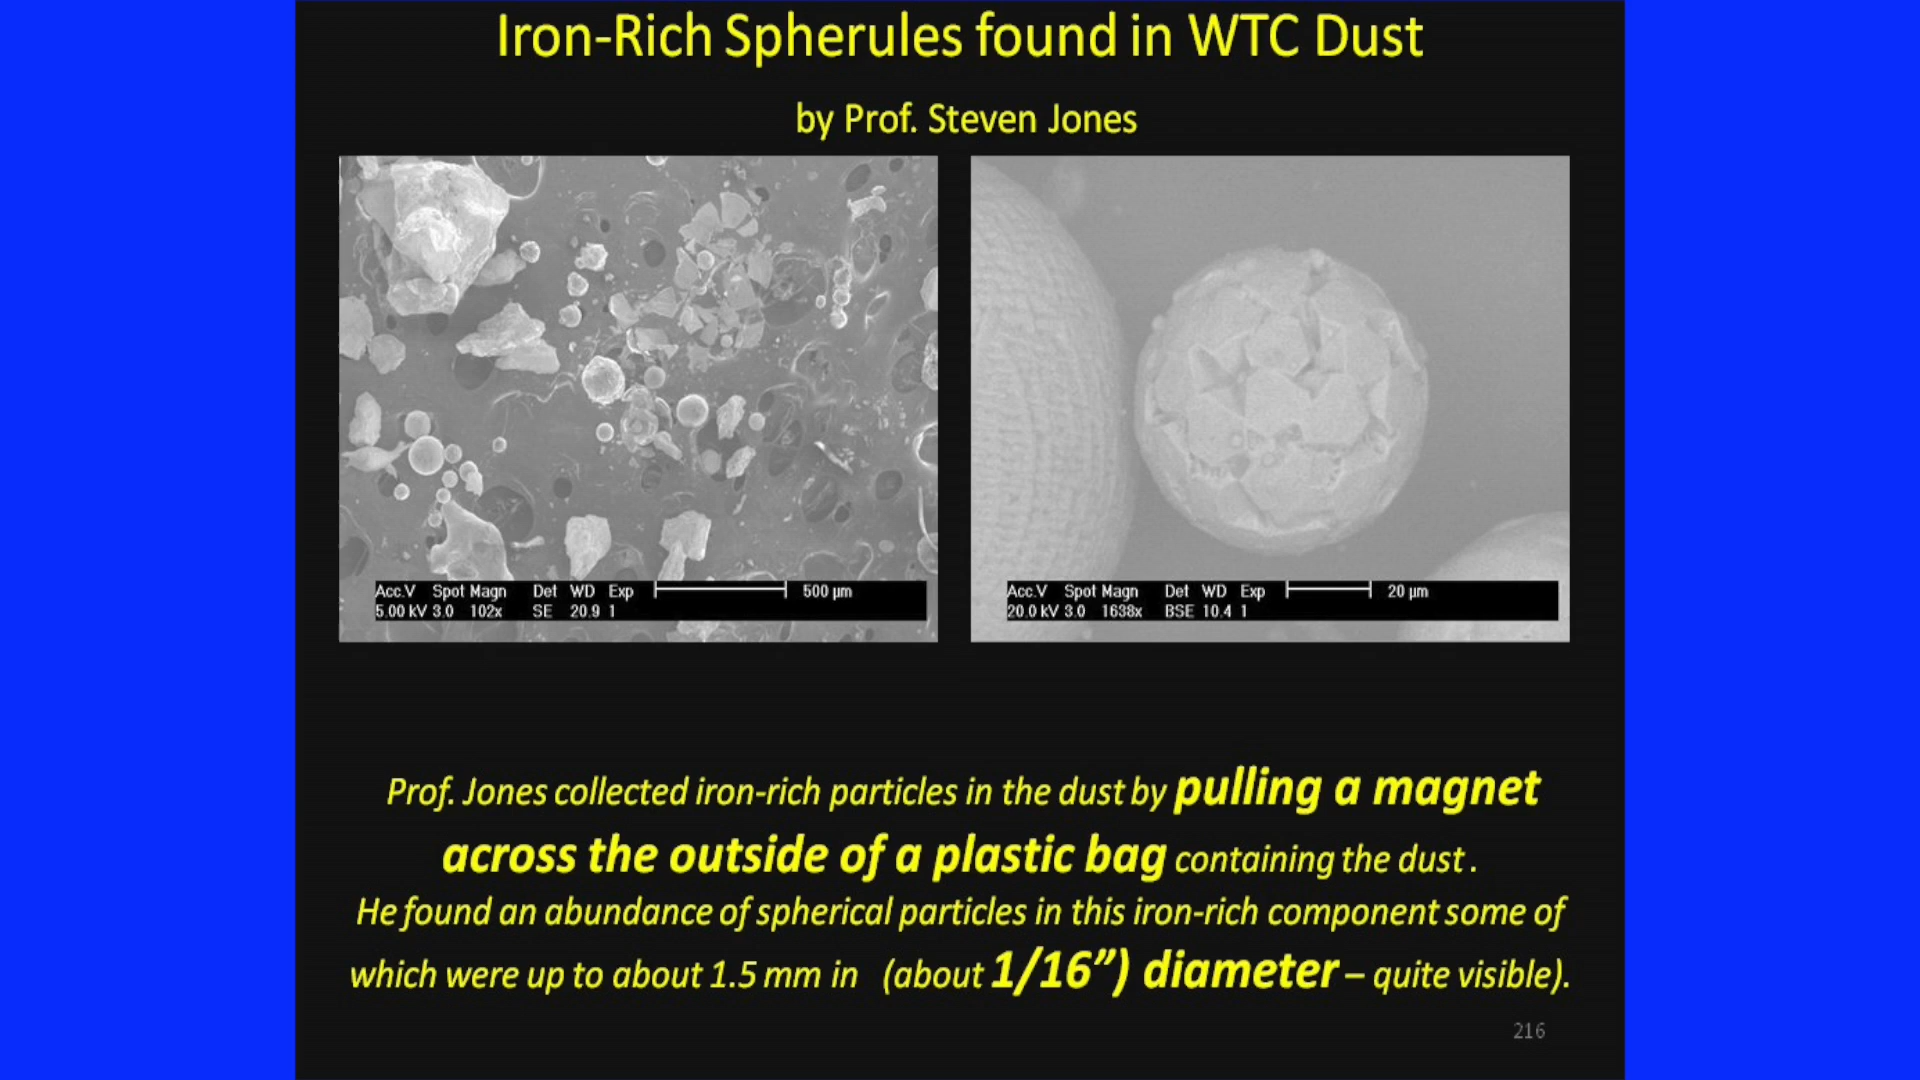 Iron-Rich Spherules found in WTC Dust
by Prof. Steven Jones
Acc.V Spot Magn Det WD Exp 500 µm
5.00 kV 3.0 102x SE 20.9 1
Acc.V Spot Magn Det WD Exp 20 µm
20.0 kV 3.0 1638x BSE 10.4 1
Prof. Jones collected iron-rich particles in the dust by pulling a magnet
across the outside of a plastic bag containing the dust .
He found an abundance of spherical particles in this iron-rich component some of
which were up to about 1.5 mm in (about 1/16”) diameter – quite visible).
216